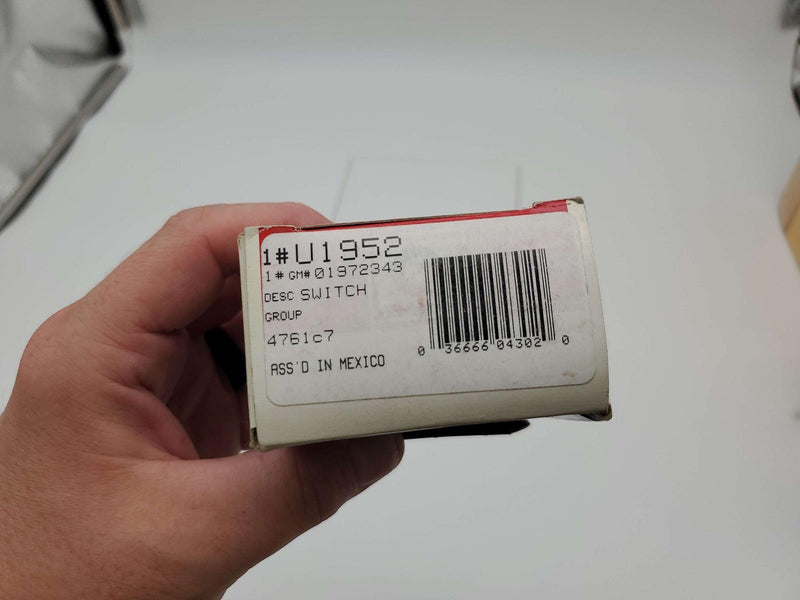 1#U1952
1# GM# 01972343
DESC SWITCH
GROUP
4761c7
ASS'D IN MEXICO
0 36666 04302 0